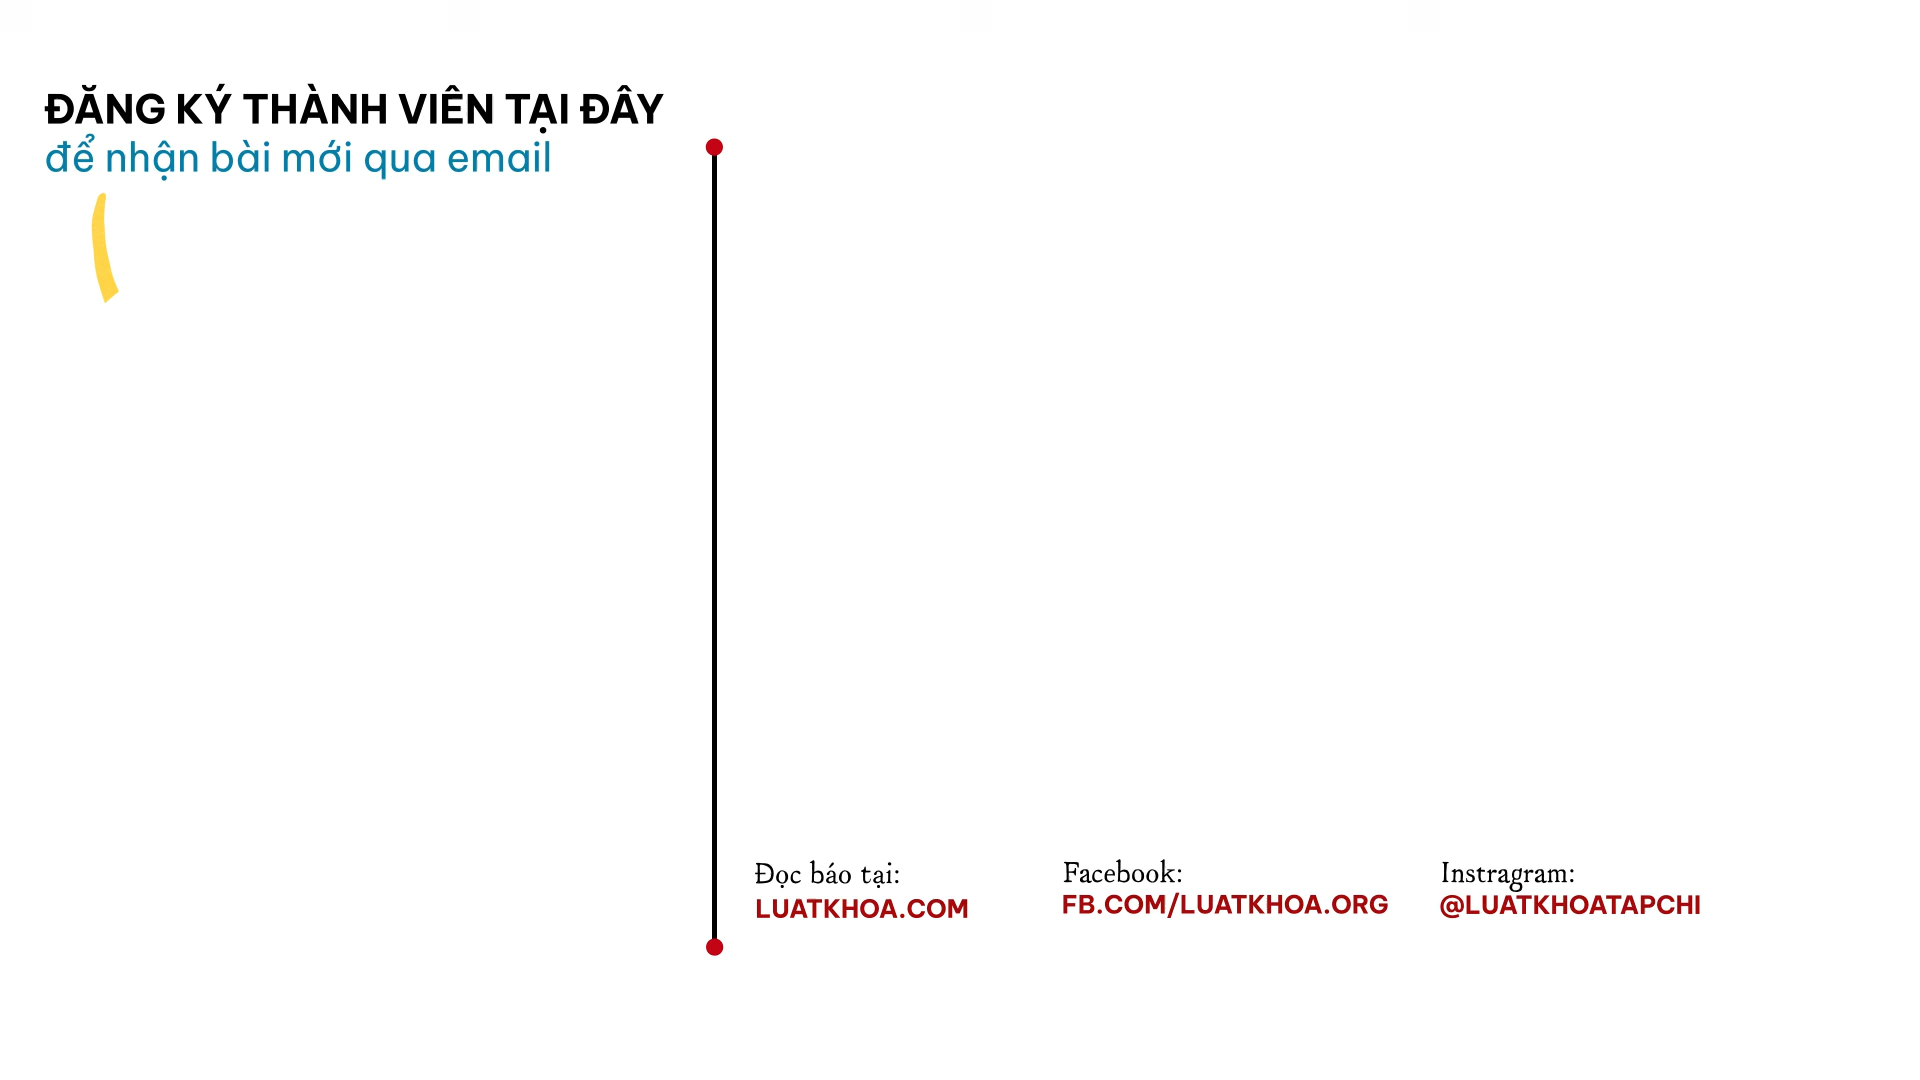 ĐĂNG KÝ THÀNH VIÊN TẠI ĐÂY
để nhận bài mới qua email
Đọc báo tại:
LUATKHOA.COM
Facebook:
FB.COM/LUATKHOA.ORG
Instragram:
@LUATKHOATAPCHI